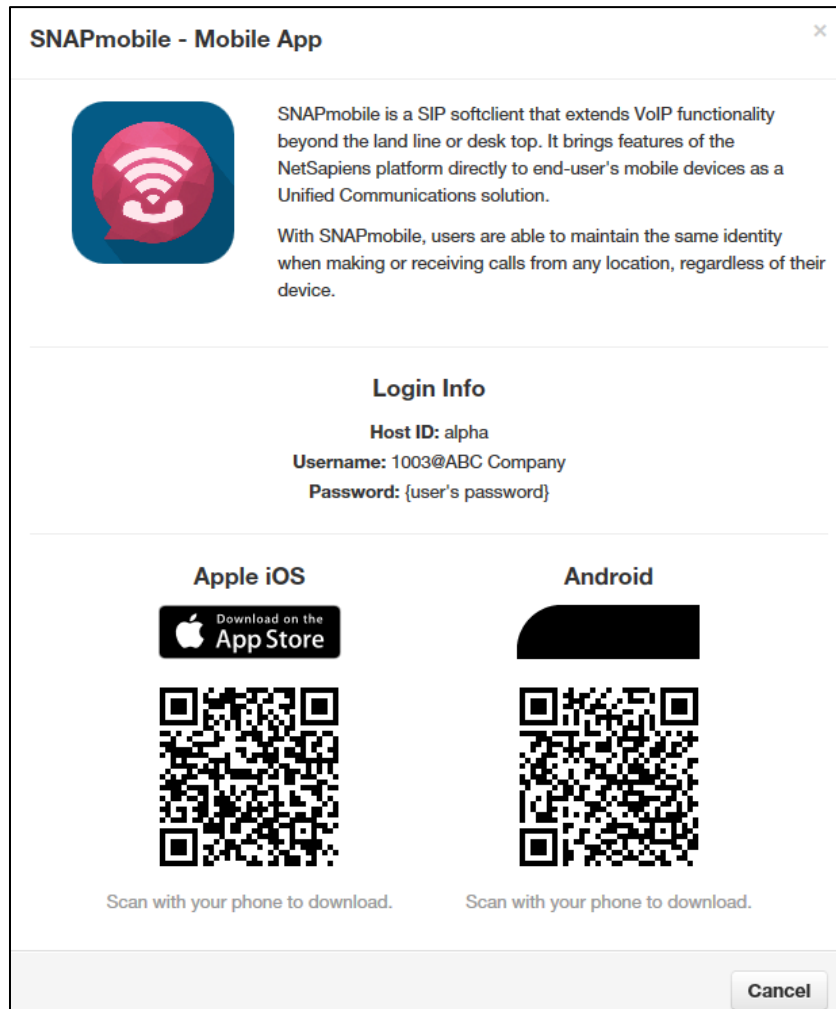 SNAPmobile - Mobile App
×
SNAPmobile is a SIP softclient that extends VoIP functionality
beyond the land line or desk top. It brings features of the
NetSapiens platform directly to end-user's mobile devices as a
Unified Communications solution.
With SNAPmobile, users are able to maintain the same identity
when making or receiving calls from any location, regardless of their
device.
Login Info
Host ID: alpha
Username: 1003@ABC Company
Password: {user's password}
Apple iOS
Android
Download on the
App Store
Scan with your phone to download.
Scan with your phone to download.
Cancel